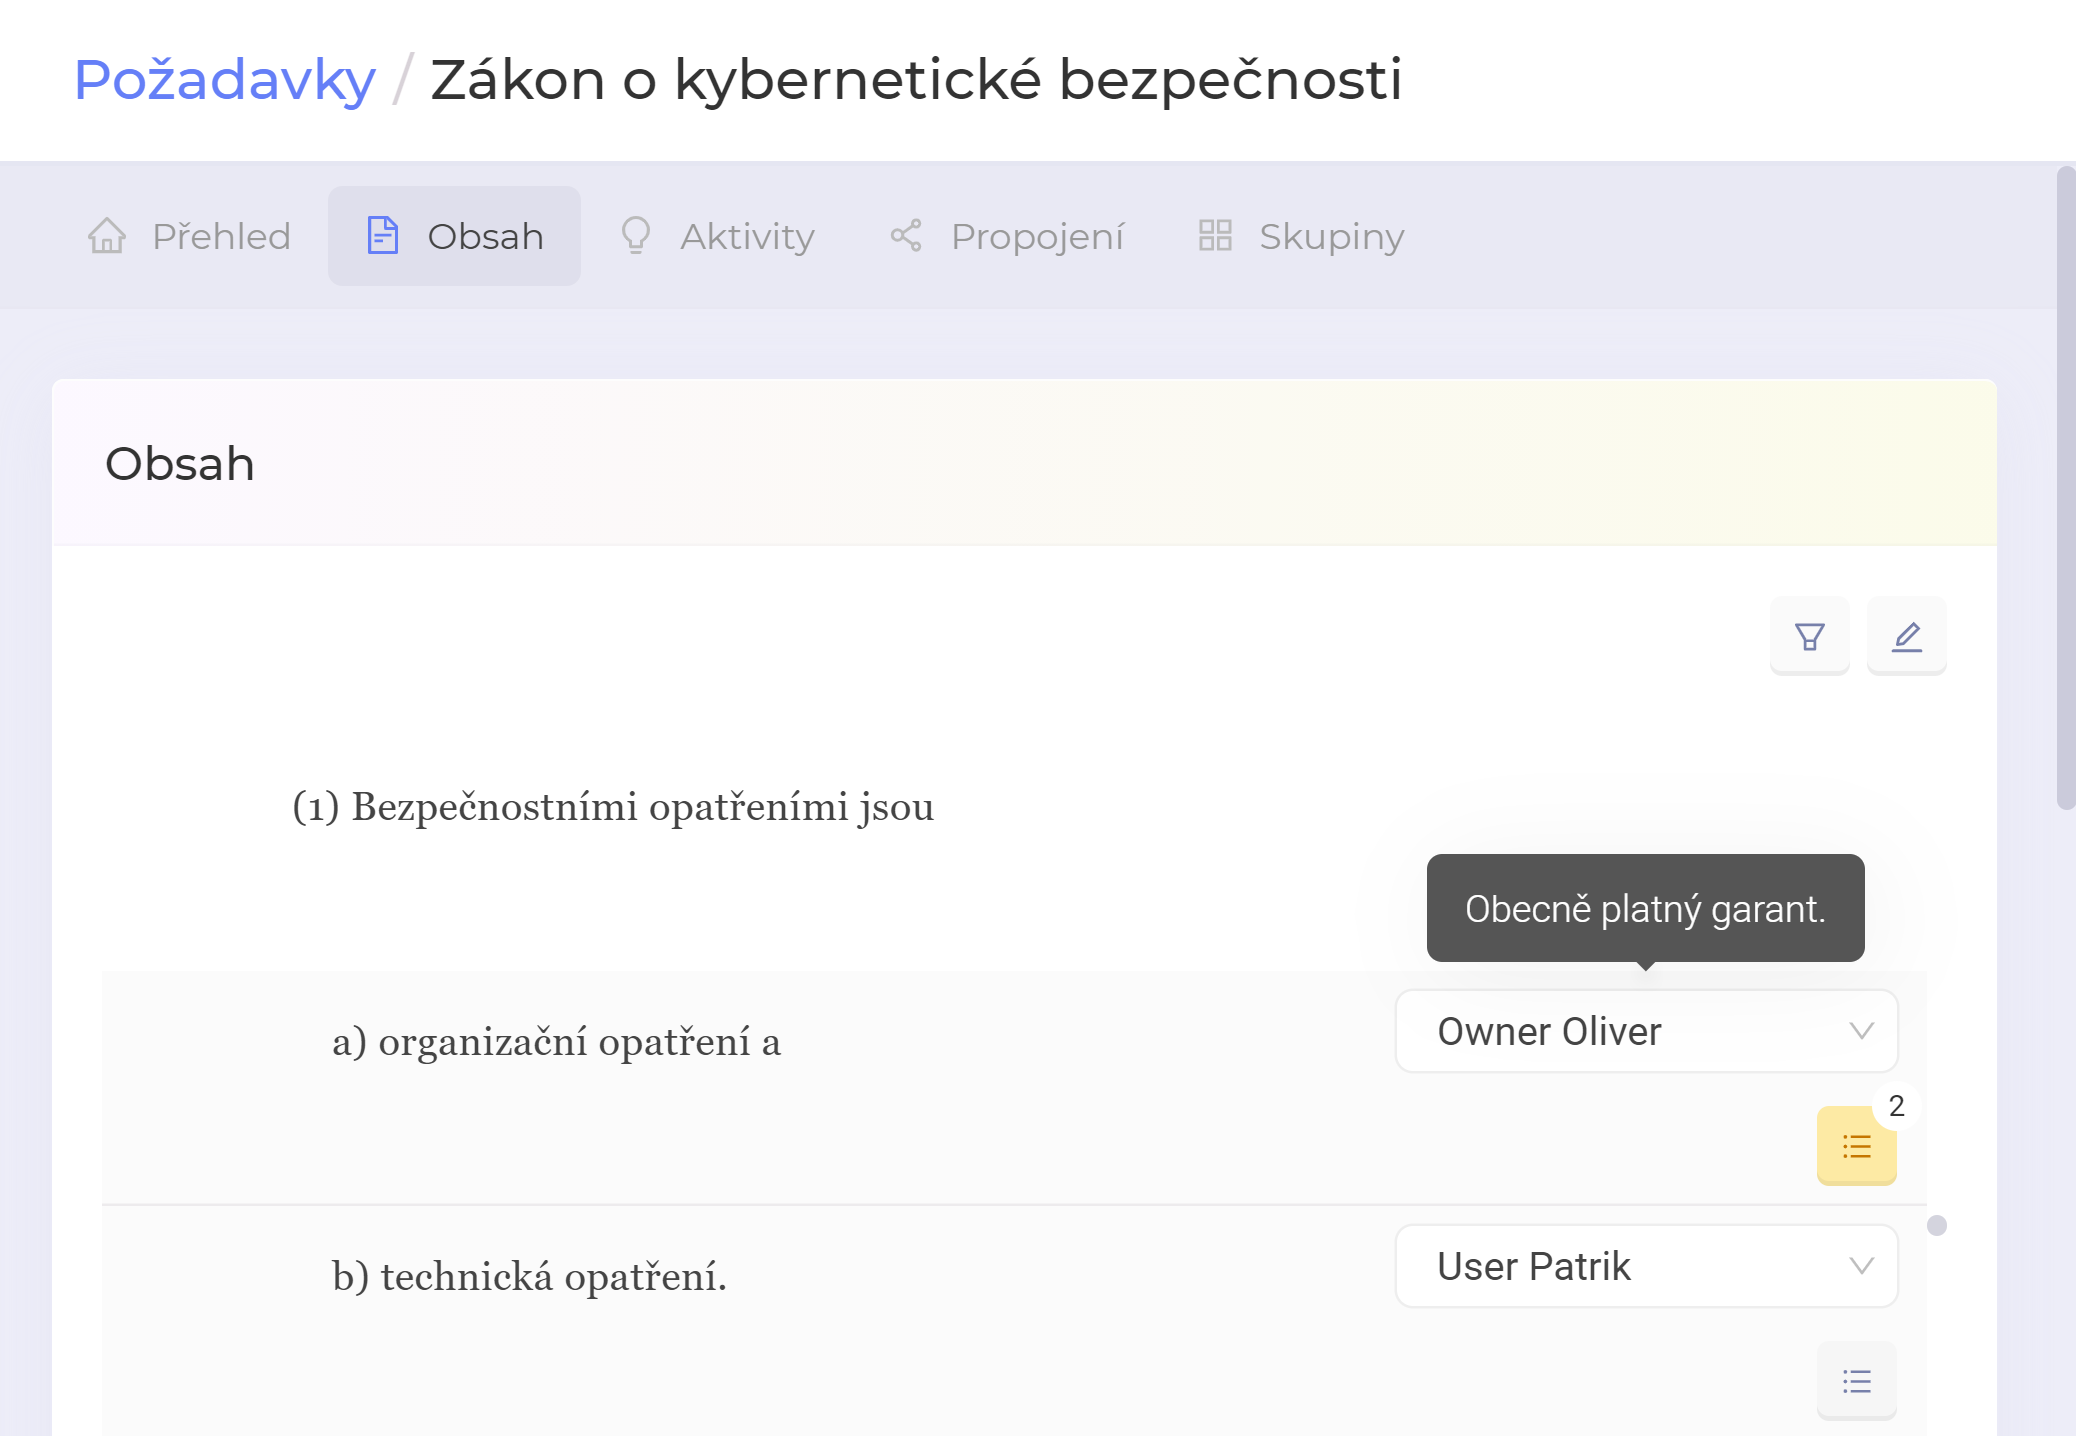 Požadavky / Zákon o kybernetické bezpečnosti
Přehled Obsah Aktivity Propojení Skupiny
Obsah
(1) Bezpečnostními opatřeními jsou
Obecně platný garant.
a) organizační opatření a Owner Oliver
2
b) technická opatření. User Patrik